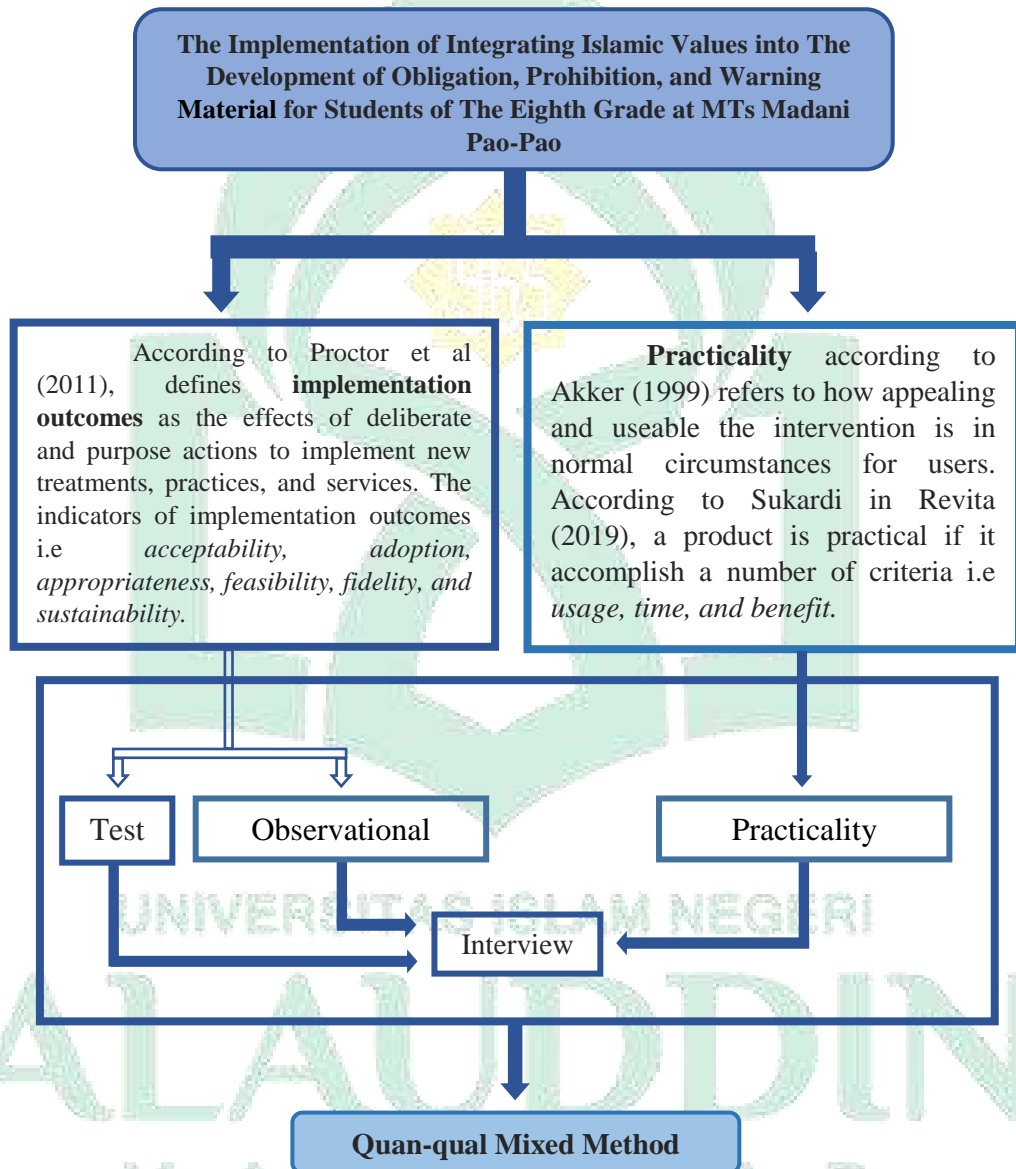 The Implementation of Integrating Islamic Values into The
Development of Obligation, Prohibition, and Warning
Material for Students of The Eighth Grade at MTs Madani
Pao-Pao
According to Proctor et al
(2011), defines implementation
outcomes as the effects of deliberate
and purpose actions to implement new
treatments, practices, and services. The
indicators of implementation outcomes
i.e acceptability, adoption,
appropriateness, feasibility, fidelity, and
sustainability.
Practicality according to
Akker (1999) refers to how appealing
and useable the intervention is in
normal circumstances for users.
According to Sukardi in Revita
(2019), a product is practical if it
accomplish a number of criteria i.e
usage, time, and benefit.
Test
Observational
Practicality
UNIVERSITAS ISLAM NEGERI
Interview
ALAUDDIN
Quan-qual Mixed Method